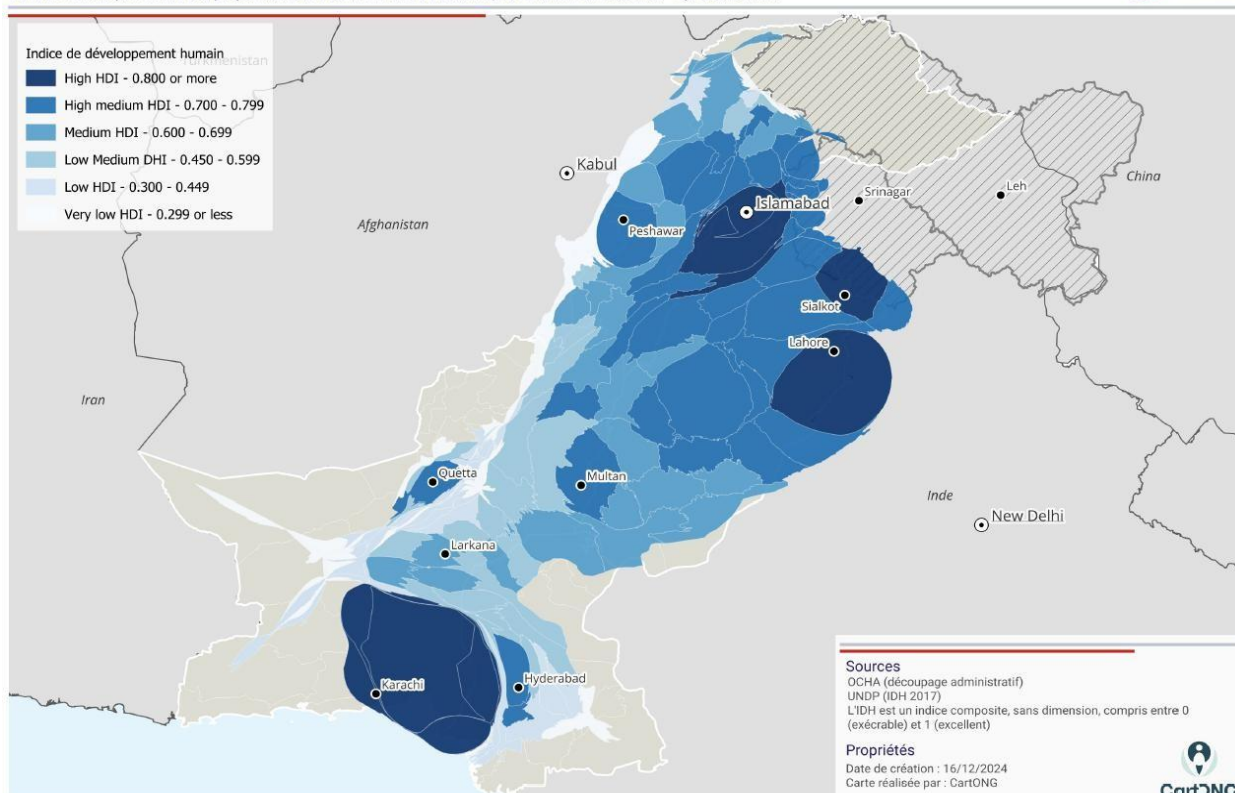 Indice de développement humain
Turkmenistan
High HDI - 0.800 or more
High medium HDI - 0.700 - 0.799
Medium HDI - 0.600 - 0.699
Low Medium DHI - 0.450 - 0.599
Low HDI - 0.300 - 0.449
Very low HDI - 0.299 or less
Kabul
Afghanistan
Peshawar
Islamabad
Srinagar
Leh
China
Sialkot
Lahore
Iran
Quetta
Multan
Inde
New Delhi
Larkana
Karachi
Hyderabad
Sources
OCHA (découpage administratif)
UNDP (IDH 2017)
L'IDH est un indice composite, sans dimension, compris entre 0
(exécrable) et 1 (excellent)
Propriétés
Date de création : 16/12/2024
Carte réalisée par : CartONG
CartONG